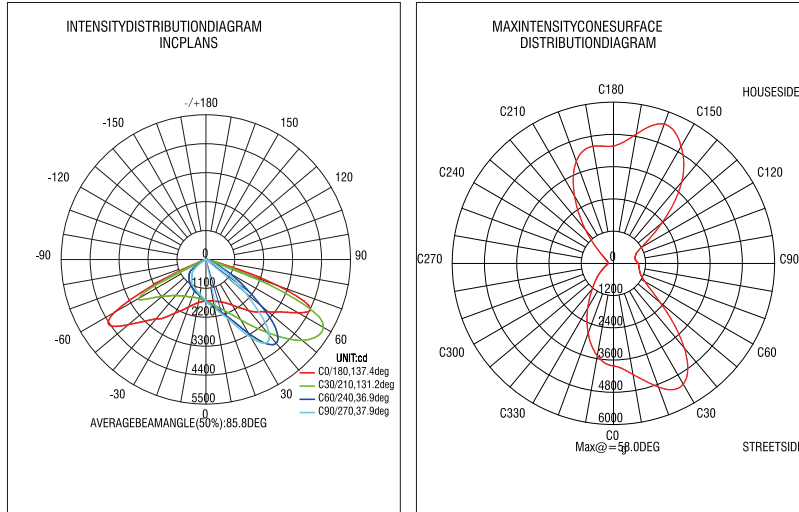 INTENSITYDISTRIBUTIONDIAGRAM
INCPLANS
-/+180
-150
150
-120
120
-90
90
0
1100
2200
3300
4400
5500
-60
60
-30
30
0
UNIT:cd
C0/180,137.4deg
C30/210,131.2deg
C60/240,36.9deg
C90/270,37.9deg
AVERAGEBEAMANGLE(50%):85.8DEG
MAXINTENSITYCONESURFACE
DISTRIBUTIONDIAGRAM
HOUSESIDE
C180
C210
C150
C240
C120
C270
C90
0
1200
2400
3600
4800
6000
C300
C60
C330
C30
C0
Max@=58.0DEG
STREETSIDE